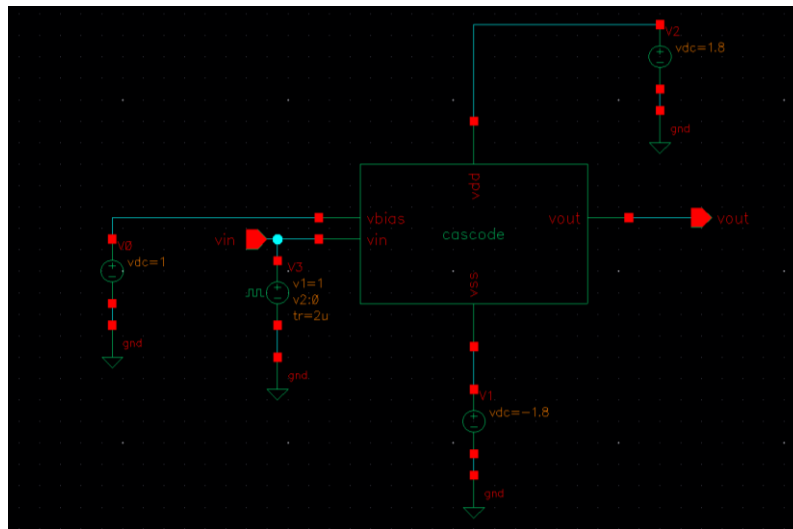 V2
vdc=1.8
gnd
vdd
vbias
vout
vout
vin
vin
cascode
V0
vdc=1
gnd
V3
v1=1
v2:0
tr=2u
gnd
vss
V1
vdc=-1.8
gnd